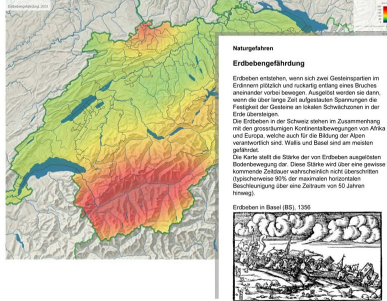 Naturgefahren
Erdbebengefährdung
Erdbeben entstehen, wenn sich zwei Gesteinspartien im
Erdinnern plötzlich und ruckartig entlang eines Bruches
aneinander vorbei bewegen. Ausgelöst werden sie dann,
wenn die über lange Zeit aufgestauten Spannungen die
Festigkeit der Gesteine an lokalen Schwächzonen in der
Erde übersteigen.
Die Erdbeben in der Schweiz stehen im Zusammenhang
mit den grossräumigen Kontinentalbewegungen von Afrika
und Europa, welche auch für die Bildung der Alpen
verantwortlich sind. Wallis und Basel sind am meisten
gefährdet.
Die Karte stellt die Stärke der von Erdbeben ausgelösten
Bodenbewegung dar. Diese Stärke wird über eine gewisse
kommende Zeitdauer wahrscheinlich nicht überschritten
(typischerweise 90% der maximalen horizontalen
Beschleunigung über eine Zeitraum von 50 Jahren
hinweg).
Erdbeben in Basel (BS), 1356